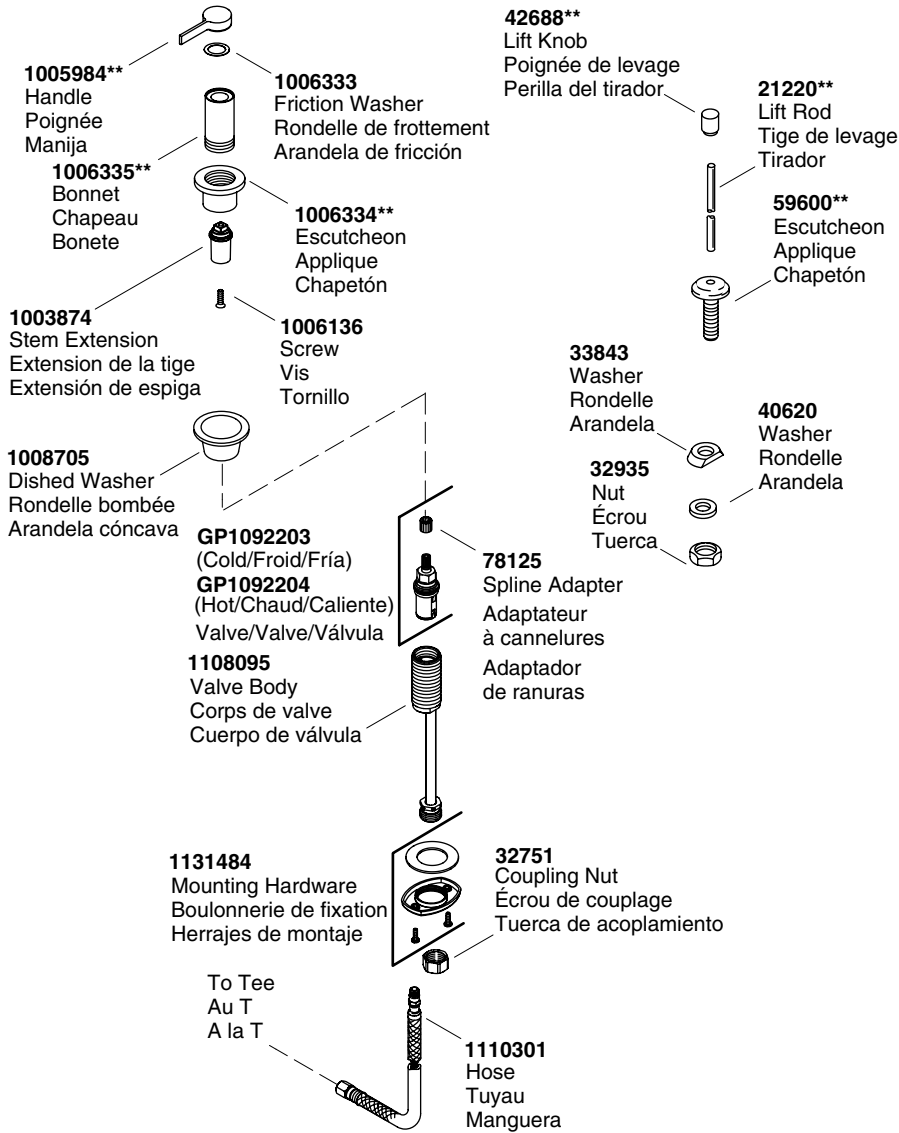 1005984**
Handle
Poignée
Manija
1006333
Friction Washer
Rondelle de frottement
Arandela de fricción
1006335**
Bonnet
Chapeau
Bonete
1006334**
Escutcheon
Applique
Chapetón
1003874
Stem Extension
Extension de la tige
Extensión de espiga
1006136
Screw
Vis
Tornillo
1008705
Dished Washer
Rondelle bombée
Arandela cóncava
42688**
Lift Knob
Poignée de levage
Perilla del tirador
21220**
Lift Rod
Tige de levage
Tirador
59600**
Escutcheon
Applique
Chapetón
33843
Washer
Rondelle
Arandela
40620
Washer
Rondelle
Arandela
32935
Nut
Écrou
Tuerca
GP1092203
(Cold/Froid/Fría)
GP1092204
(Hot/Chaud/Caliente)
Valve/Valve/Válvula
78125
Spline Adapter
Adaptateur
à cannelures
Adaptador
de ranuras
1108095
Valve Body
Corps de valve
Cuerpo de válvula
1131484
Mounting Hardware
Boulonnerie de fixation
Herrajes de montaje
32751
Coupling Nut
Écrou de couplage
Tuerca de acoplamiento
To Tee
Au T
A la T
1110301
Hose
Tuyau
Manguera